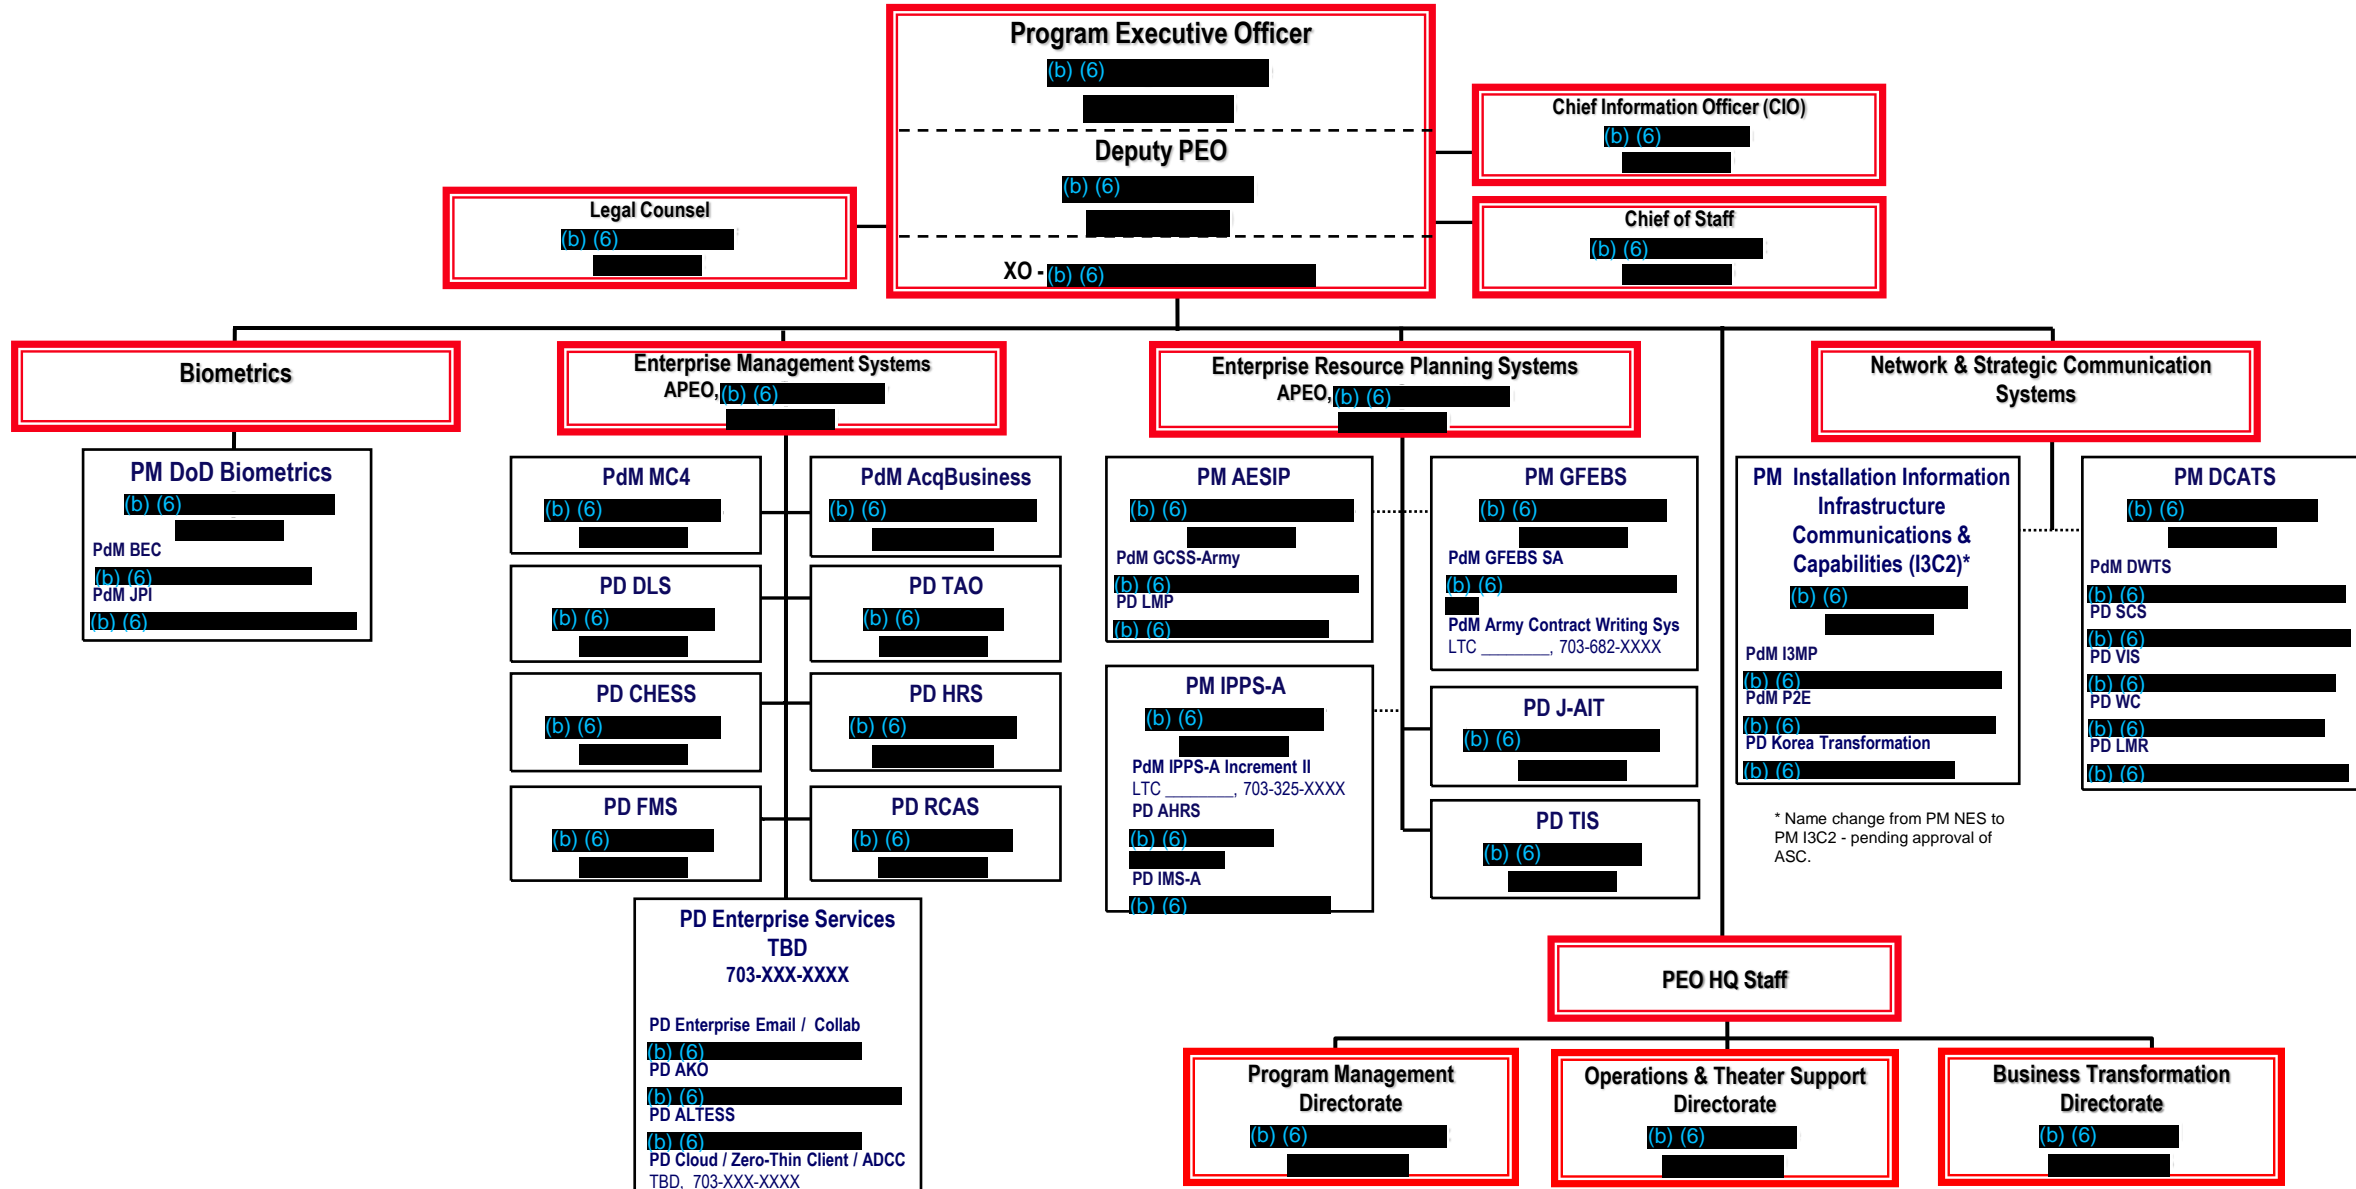 Program Executive Officer
(b) (6)
Deputy PEO
(b) (6)
XO - (b) (6)
Chief Information Officer (CIO)
(b) (6)
Chief of Staff
(b) (6)
Legal Counsel
(b) (6)
Biometrics
PM DoD Biometrics
(b) (6)
PdM BEC
(b) (6)
PdM JPI
(b) (6)
Enterprise Management Systems
APEO, (b) (6)
PdM MC4
(b) (6)
PdM AcqBusiness
(b) (6)
PD DLS
(b) (6)
PD TAO
(b) (6)
PD CHESS
(b) (6)
PD HRS
(b) (6)
PD FMS
(b) (6)
PD RCAS
(b) (6)
PD Enterprise Services
TBD
703-XXX-XXXX
PD Enterprise Email / Collab
(b) (6)
PD AKO
(b) (6)
PD ALTESS
(b) (6)
PD Cloud / Zero-Thin Client / ADCC
TBD, 703-XXX-XXXX
Enterprise Resource Planning Systems
APEO, (b) (6)
PM AESIP
(b) (6)
PdM GCSS-Army
(b) (6)
PD LMP
(b) (6)
PM GFEBS
(b) (6)
PdM GFEBS SA
(b) (6)
PdM Army Contract Writing Sys
LTC ________, 703-682-XXXX
PM IPPS-A
(b) (6)
PdM IPPS-A Increment II
LTC ________, 703-325-XXXX
PD AHRS
(b) (6)
PD IMS-A
(b) (6)
PD J-AIT
(b) (6)
PD TIS
(b) (6)
Network & Strategic Communication
Systems
PM Installation Information
Infrastructure
Communications &
Capabilities (I3C2)*
(b) (6)
PdM I3MP
(b) (6)
PdM P2E
(b) (6)
PD Korea Transformation
(b) (6)
PM DCATS
(b) (6)
PdM DWTS
(b) (6)
PD SCS
(b) (6)
PD VIS
(b) (6)
PD WC
(b) (6)
PD LMR
(b) (6)
* Name change from PM NES to
PM I3C2 - pending approval of
ASC.
PEO HQ Staff
Program Management
Directorate
(b) (6)
Operations & Theater Support
Directorate
(b) (6)
Business Transformation
Directorate
(b) (6)